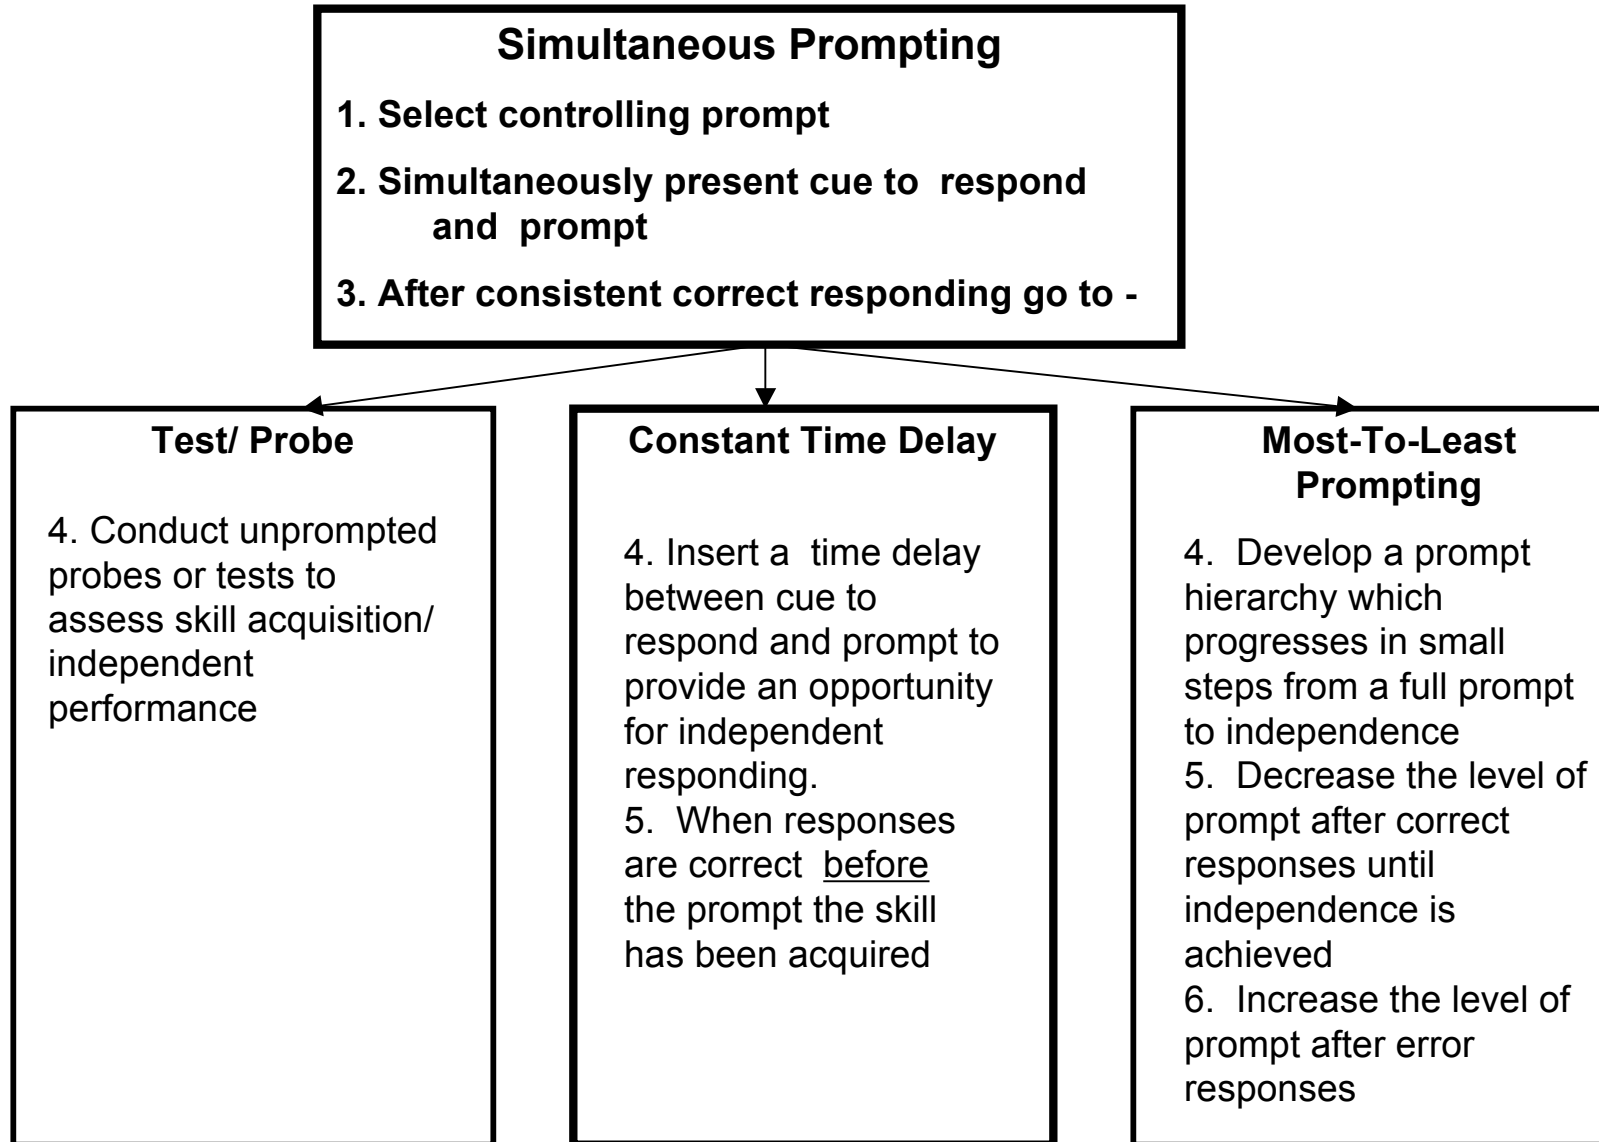 Simultaneous Prompting
1. Select controlling prompt
2. Simultaneously present cue to respond
and prompt
3. After consistent correct responding go to -
Test/ Probe
4. Conduct unprompted
probes or tests to
assess skill acquisition/
independent
performance
Constant Time Delay
4. Insert a time delay
between cue to
respond and prompt to
provide an opportunity
for independent
responding.
5. When responses
are correct before
the prompt the skill
has been acquired
Most-To-Least
Prompting
4. Develop a prompt
hierarchy which
progresses in small
steps from a full prompt
to independence
5. Decrease the level of
prompt after correct
responses until
independence is
achieved
6. Increase the level of
prompt after error
responses